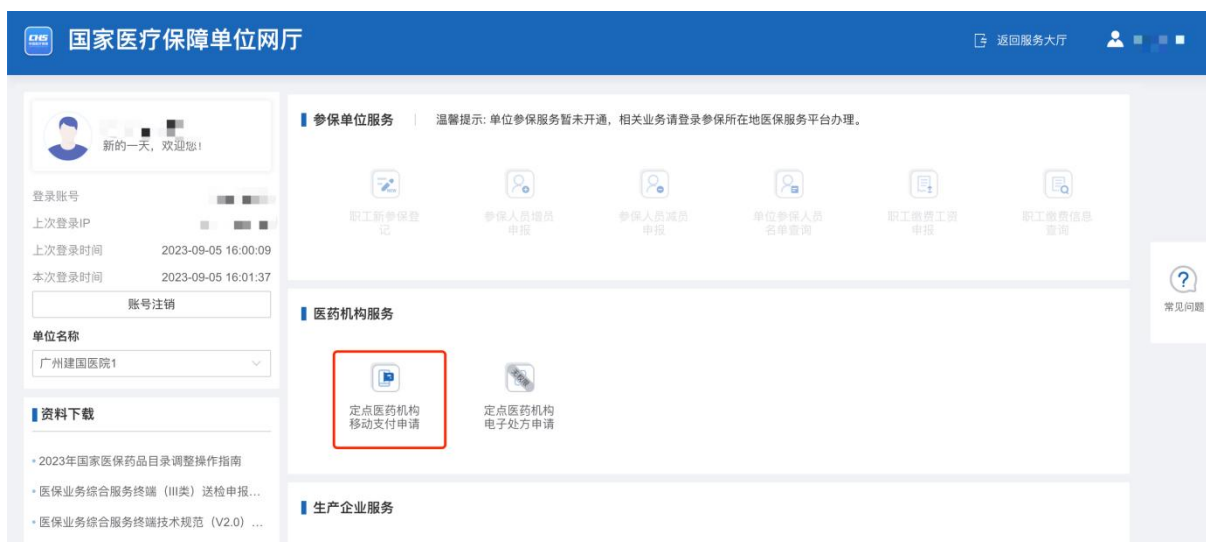 CHS
国家医疗保障单位网厅
返回服务大厅
新的一天，欢迎您！
登录账号
上次登录IP
上次登录时间 2023-09-05 16:00:09
本次登录时间 2023-09-05 16:01:37
账号注销
单位名称
广州建国医院1
资料下载
2023年国家医保药品目录调整操作指南
医保业务综合服务终端（III类）送检申报...
医保业务综合服务终端技术规范（V2.0）...
参保单位服务
温馨提示: 单位参保服务暂未开通，相关业务请登录参保所在地医保服务平台办理。
职工新参保登
记
参保人员增员
申报
参保人员减员
申报
单位参保人员
名单查询
职工缴费工资
申报
职工缴费信息
查询
医药机构服务
定点医药机构
移动支付申请
无权限
定点医药机构
电子处方申请
生产企业服务
常见问题